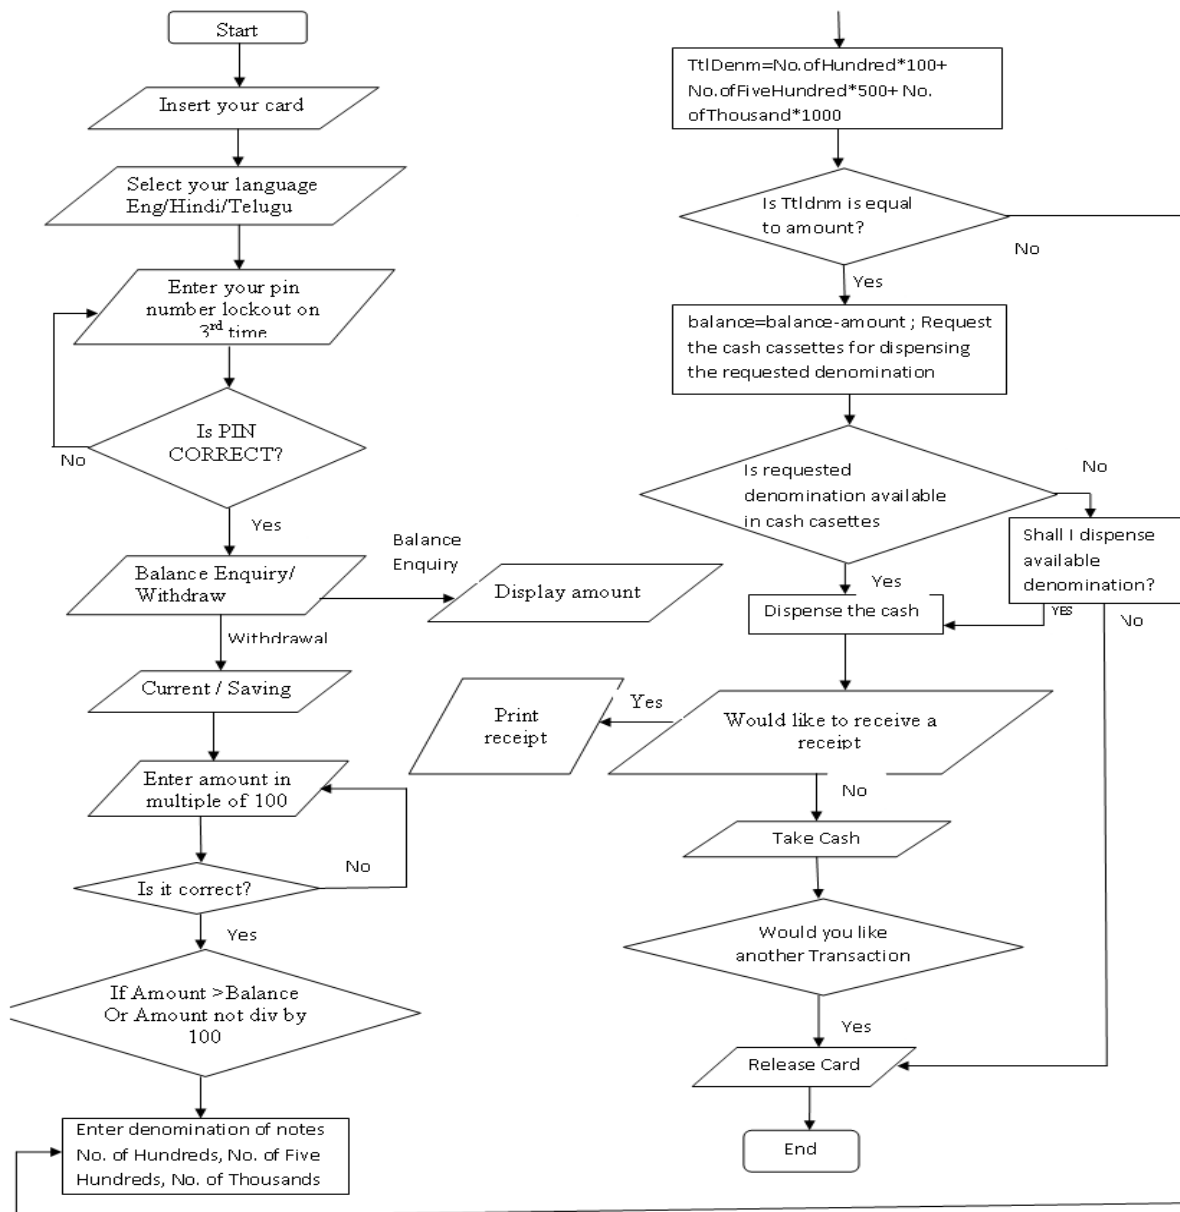 Start
Insert your card
Select your language
Eng/Hindi/Telugu
Enter your pin
number lockout on
3rd time
Is PIN
CORRECT?
No
Yes
Balance Enquiry/
Withdraw
Balance
Enquiry
Display amount
Withdrawal
Current / Saving
Enter amount in
multiple of 100
Is it correct?
No
Yes
If Amount >Balance
Or Amount not div by
100
Enter denomination of notes
No. of Hundreds, No. of Five
Hundreds, No. of Thousands
TtlDenm=No.ofHundred*100+
No.ofFiveHundred*500+ No.
ofThousand*1000
Is Ttldnm is equal
to amount?
No
Yes
balance=balance-amount ; Request
the cash cassettes for dispensing
the requested denomination
Is requested
denomination available
in cash casettes
No
Shall I dispense
available
denomination?
Yes
YES
No
Dispense the cash
Would like to receive a
receipt
Yes
Print
receipt
No
Take Cash
Would you like
another Transaction
Yes
Release Card
End